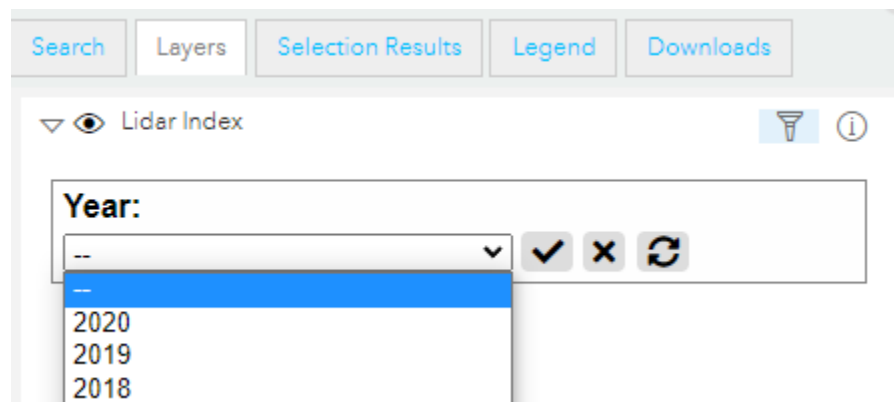 Search Layers Selection Results Legend Downloads
Lidar Index
Year:
--
--
2020
2019
2018